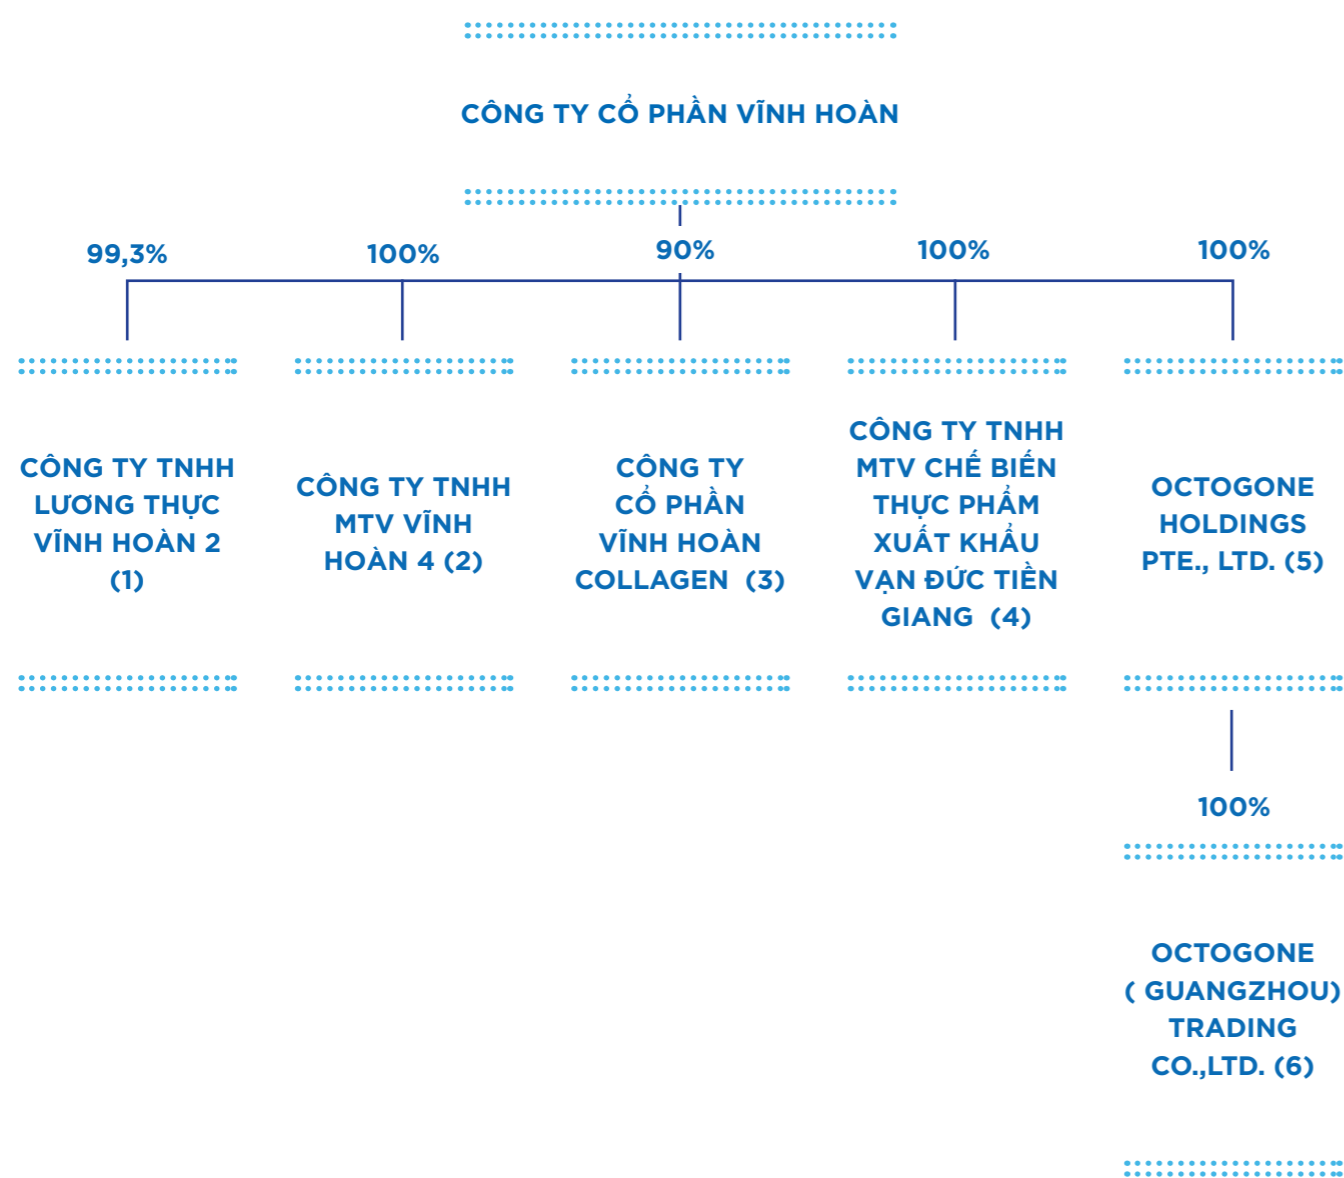 CÔNG TY CỔ PHẦN VĨNH HOÀN
99,3%
100%
90%
100%
100%
CÔNG TY TNHH
LƯƠNG THỰC
VĨNH HOÀN 2
(1)
CÔNG TY TNHH
MTV VĨNH
HOÀN 4 (2)
CÔNG TY
CỔ PHẦN
VĨNH HOÀN
COLLAGEN (3)
CÔNG TY TNHH
MTV CHẾ BIẾN
THỰC PHẨM
XUẤT KHẨU
VẠN ĐỨC TIỀN
GIANG (4)
OCTOGONE
HOLDINGS
PTE., LTD. (5)
100%
OCTOGONE
( GUANGZHOU)
TRADING
CO.,LTD. (6)